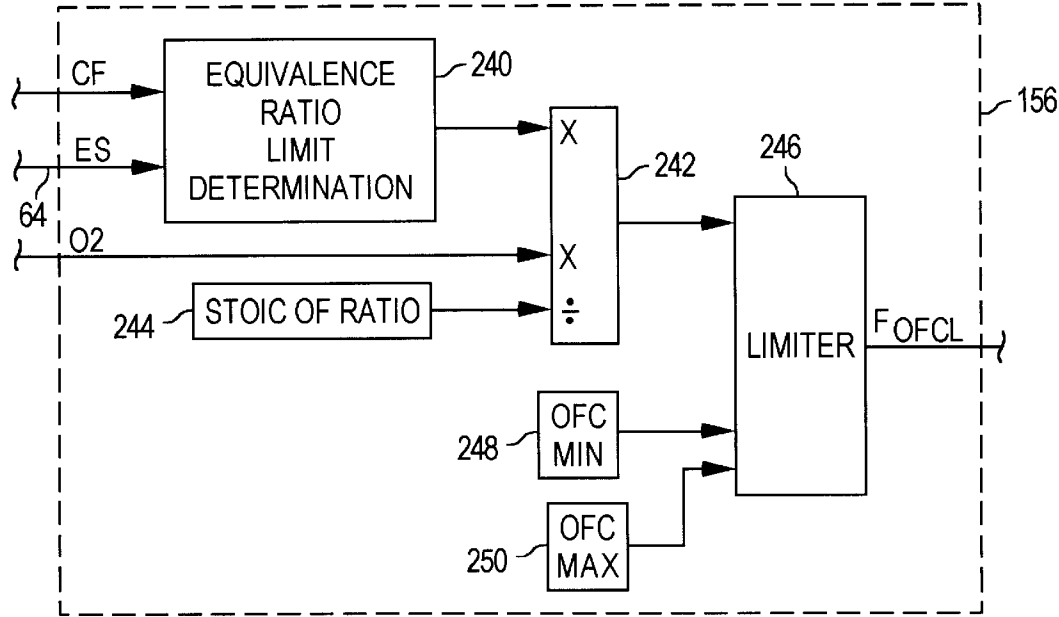 CF
EQUIVALENCE
RATIO
LIMIT
DETERMINATION
240
156
ES
64
X
242
246
O2
X
STOIC OF RATIO
÷
244
LIMITER
FOFCL
OFC
MIN
248
OFC
MAX
250